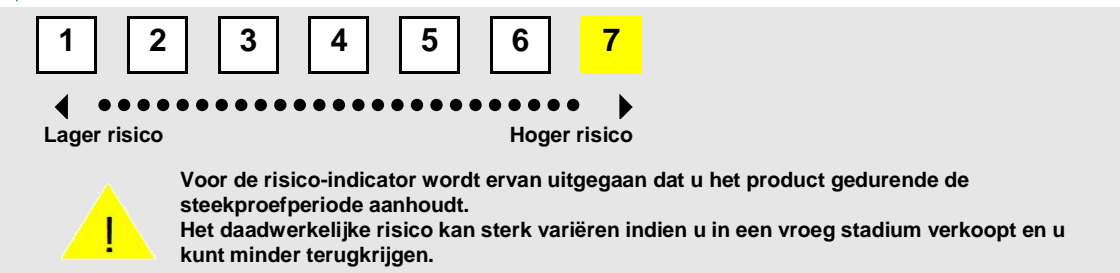 1 2 3 4 5 6 7
Lager risico Hoger risico
Voor de risico-indicator wordt ervan uitgegaan dat u het product gedurende de
steekproefperiode aanhoudt.
Het daadwerkelijke risico kan sterk variëren indien u in een vroeg stadium verkoopt en u
kunt minder terugkrijgen.
!